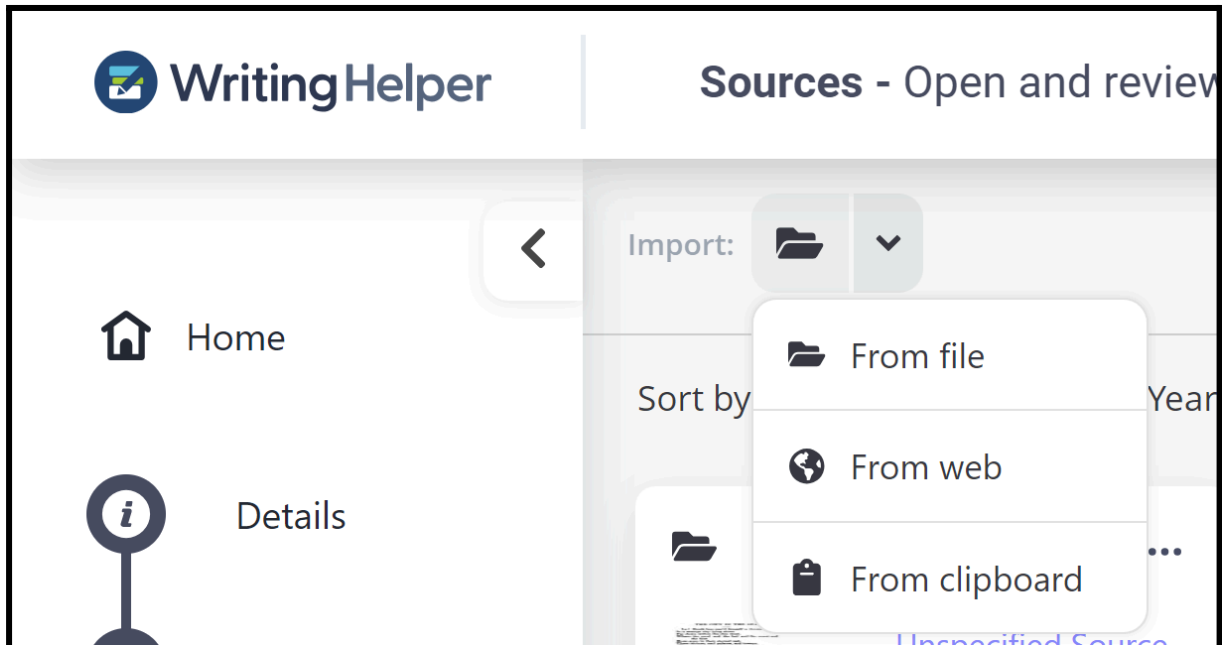 WritingHelper
Sources - Open and review
Import:
Home
From file
Sort by
Year
From web
Details
From clipboard
Unspecified Source